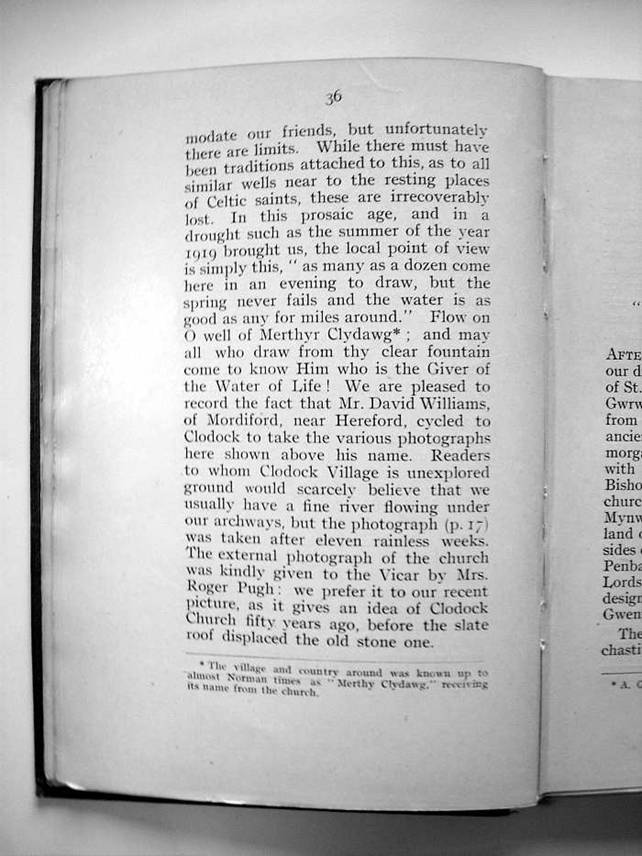 36
modate our friends, but unfortunately
there are limits. While there must have
been traditions attached to this, as to all
similar wells near to the resting places
of Celtic saints, these are irrecoverably
lost. In this prosaic age, and in a
drought such as the summer of the year
1919 brought us, the local point of view
is simply this, " as many as a dozen come
here in an evening to draw, but the
spring never fails and the water is as
good as any for miles around." Flow on
O well of Merthyr Clydawg* ; and may
all who draw from thy clear fountain
come to know Him who is the Giver of
the Water of Life ! We are pleased to
record the fact that Mr. David Williams,
of Mordiford, near Hereford, cycled to
Clodock to take the various photographs
here shown above his name. Readers
to whom Clodock Village is unexplored
ground would scarcely believe that we
usually have a fine river flowing under
our archways, but the photograph (p. 17)
was taken after eleven rainless weeks.
The external photograph of the church
was kindly given to the Vicar by Mrs.
Roger Pugh : we prefer it to our recent
picture, as it gives an idea of Clodock
Church fifty years ago, before the slate
roof displaced the old stone one.
* The village and country around was known up to
almost Norman times as " Merthy Clydawg," receiving
its name from the church.
"
AFTE
our d
of St.
Gwrw
from
ancie
morga
with
Bisho
churc
Mynw
land o
sides
Penba
Lords
design
Gwen
The
chasti
* A. C